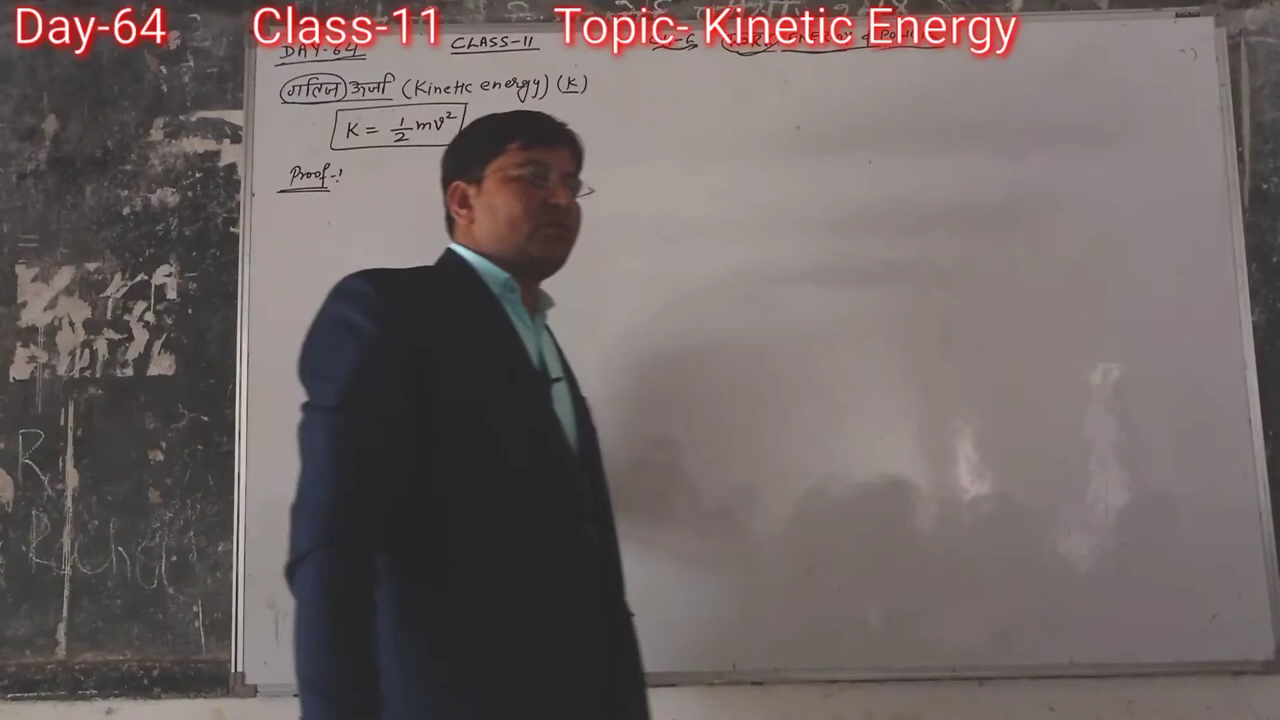 Day-64 Class-11 Topic- Kinetic Energy
DAY-64 CLASS-11
गतिज ऊर्जा (Kinetic energy) (K)
K = 1/2 mv²
Proof-!
R